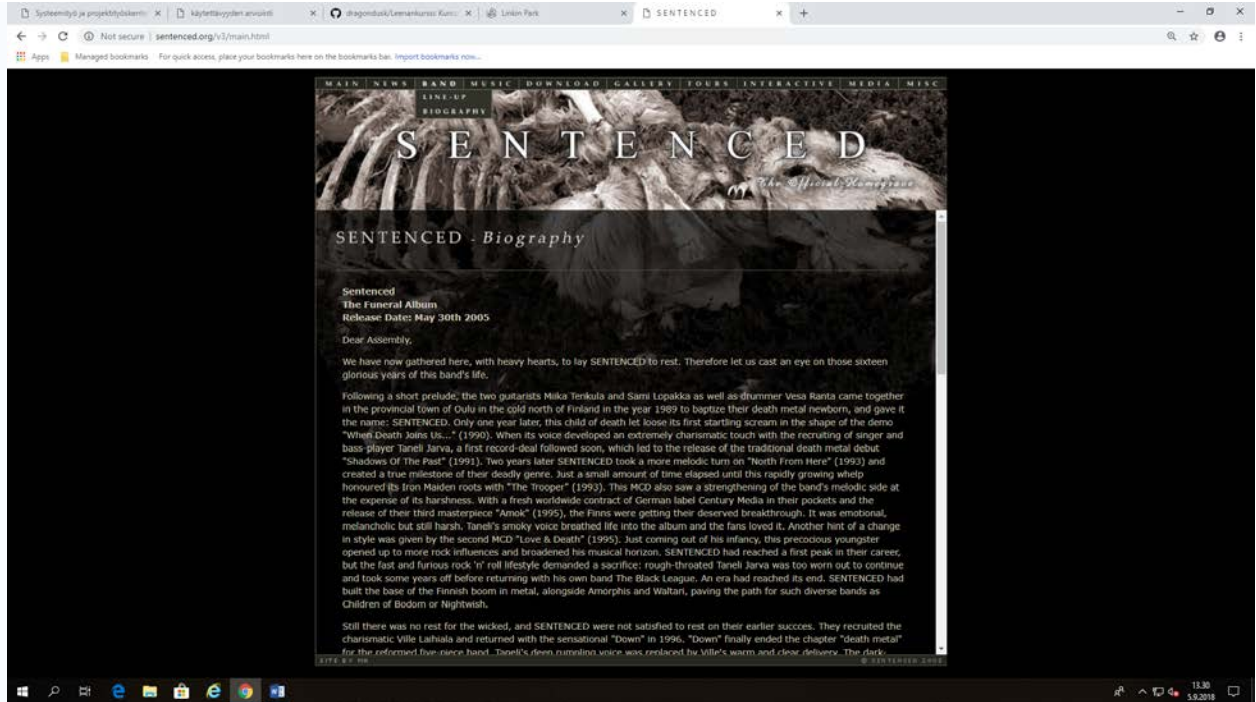 Systeemityö ja projektityöskente
käytettävyyden arviointi
dragondusk/Leenankurssi: Kurs
Linkin Park
SENTENCED
Not secure | sentenced.org/v3/main.html
Apps Managed bookmarks For quick access, place your bookmarks here on the bookmarks bar. Import bookmarks now...
MAIN NEWS BAND MUSIC DOWNLOAD GALLERY TOURS INTERACTIVE MEDIA MISC
LINE-UP
BIOGRAPHY
SENTENCED
The Official Homegrave
SENTENCED - Biography
Sentenced
The Funeral Album
Release Date: May 30th 2005
Dear Assembly,
We have now gathered here, with heavy hearts, to lay SENTENCED to rest. Therefore let us cast an eye on those sixteen
glorious years of this band's life.
Following a short prelude, the two guitarists Miika Tenkula and Sami Lopakka as well as drummer Vesa Ranta came together
in the provincial town of Oulu in the cold north of Finland in the year 1989 to baptize their death metal newborn, and gave it
the name: SENTENCED. Only one year later, this child of death let loose its first startling scream in the shape of the demo
"When Death Joins Us..." (1990). When its voice developed an extremely charismatic touch with the recruiting of singer and
bass-player Taneli Jarva, a first record-deal followed soon, which led to the release of the traditional death metal debut
"Shadows Of The Past" (1991). Two years later SENTENCED took a more melodic turn on "North From Here" (1993) and
created a true milestone of their deadly genre. Just a small amount of time elapsed until this rapidly growing whelp
honoured its Iron Maiden roots with "The Trooper" (1993). This MCD also saw a strengthening of the band's melodic side at
the expense of its harshness. With a fresh worldwide contract of German label Century Media in their pockets and the
release of their third masterpiece "Amok" (1995), the Finns were getting their deserved breakthrough. It was emotional,
melancholic but still harsh. Taneli's smoky voice breathed life into the album and the fans loved it. Another hint of a change
in style was given by the second MCD "Love & Death" (1995). Just coming out of his infancy, this precocious youngster
opened up to more rock influences and broadened his musical horizon. SENTENCED had reached a first peak in their career,
but the fast and furious rock 'n' roll lifestyle demanded a sacrifice: rough-throated Taneli Jarva was too worn out to continue
and took some years off before returning with his own band The Black League. An era had reached its end. SENTENCED had
built the base of the Finnish boom in metal, alongside Amorphis and Waltari, paving the path for such diverse bands as
Children of Bodom or Nightwish.
Still there was no rest for the wicked, and SENTENCED were not satisfied to rest on their earlier succces. They recruited the
charismatic Ville Laihiala and returned with the sensational "Down" in 1996. "Down" finally ended the chapter "death metal"
for the reformed five-piece band. Taneli's deep rumpling voice was replaced by Ville's warm and clear delivery. The dark-
SITE BY MK © SENTENCED
13.30
5.9.2018